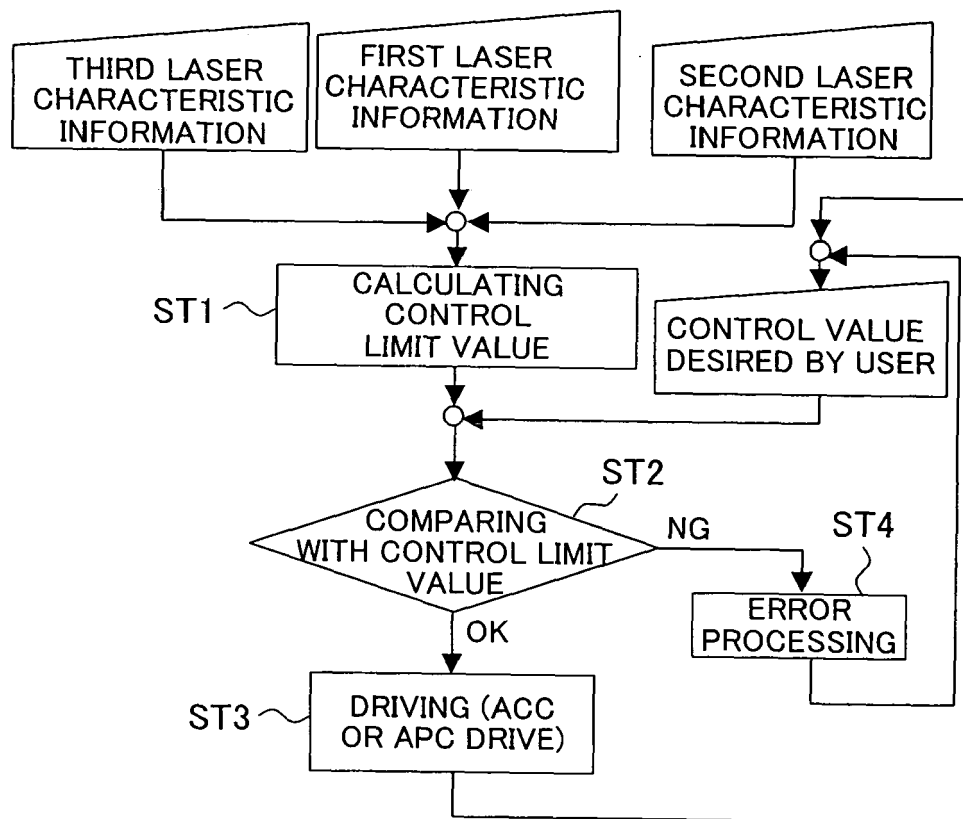 THIRD LASER
CHARACTERISTIC
INFORMATION
FIRST LASER
CHARACTERISTIC
INFORMATION
SECOND LASER
CHARACTERISTIC
INFORMATION
ST1
CALCULATING
CONTROL
LIMIT VALUE
CONTROL VALUE
DESIRED BY USER
ST2
COMPARING
WITH CONTROL LIMIT
VALUE
NG
ST4
ERROR
PROCESSING
OK
ST3
DRIVING (ACC
OR APC DRIVE)